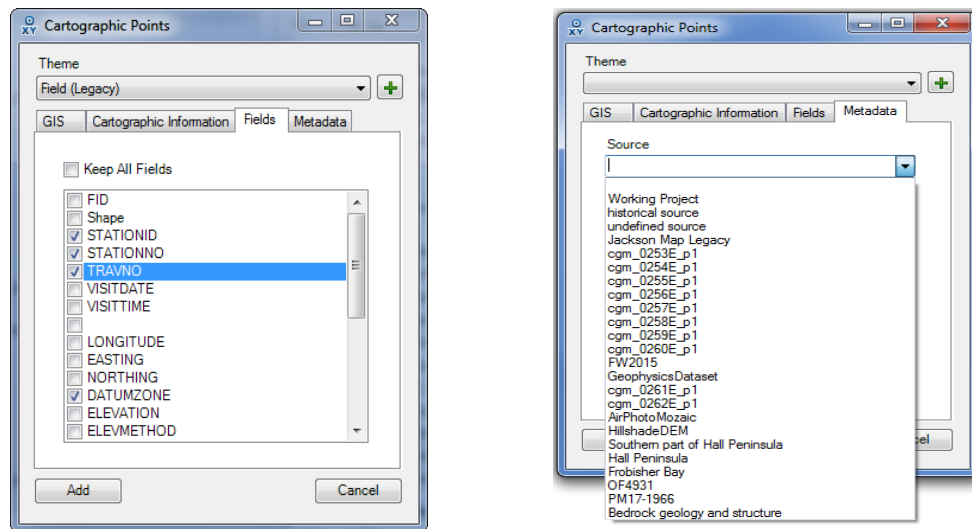 Cartographic Points
Theme
Field (Legacy)
GIS Cartographic Information Fields Metadata
Keep All Fields
FID
Shape
STATIONID
STATIONNO
TRAVNO
VISITDATE
VISITTIME
LONGITUDE
EASTING
NORTHING
DATUMZONE
ELEVATION
ELEVMETHOD
Add Cancel
Cartographic Points
Theme
GIS Cartographic Information Fields Metadata
Source
Working Project
historical source
undefined source
Jackson Map Legacy
cgm_0253E_p1
cgm_0254E_p1
cgm_0255E_p1
cgm_0256E_p1
cgm_0257E_p1
cgm_0258E_p1
cgm_0259E_p1
cgm_0260E_p1
FW2015
GeophysicsDataset
cgm_0261E_p1
cgm_0262E_p1
AirPhotoMozaic
HillshadeDEM
Southern part of Hall Peninsula
Hall Peninsula
Frobisher Bay
OF4931
PM17-1966
Bedrock geology and structure